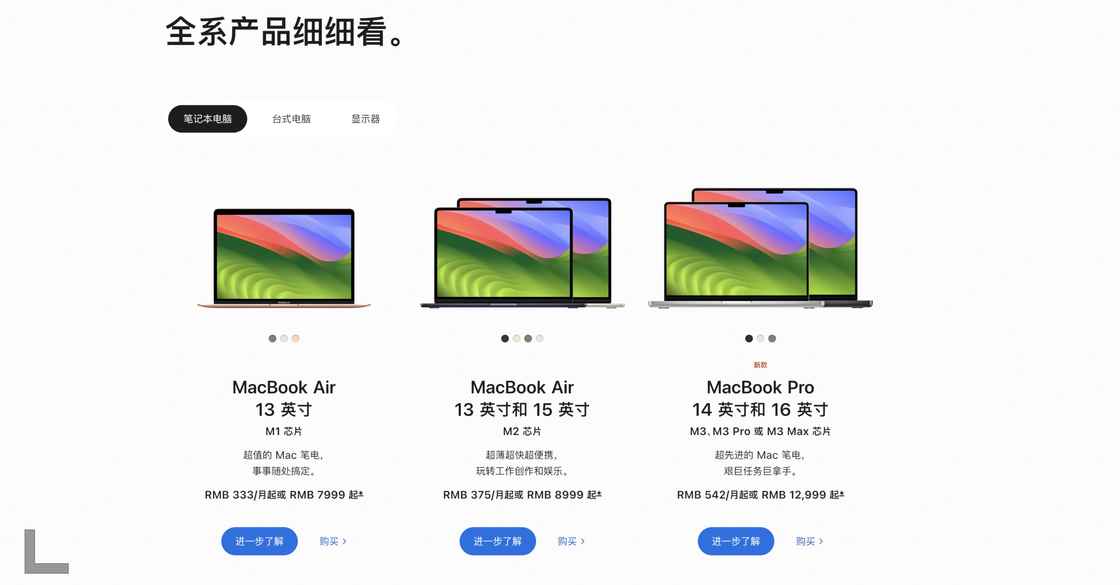 全系产品细细看。
笔记本电脑 台式电脑 显示器
新款
MacBook Air
13 英寸
M1 芯片
超值的 Mac 笔电，
事事随处搞定。
RMB 333/月起或 RMB 7999 起±
进一步了解 购买 >
MacBook Air
13 英寸和 15 英寸
M2 芯片
超薄超快超便携，
玩转工作创作和娱乐。
RMB 375/月起或 RMB 8999 起±
进一步了解 购买 >
MacBook Pro
14 英寸和 16 英寸
M3、M3 Pro 或 M3 Max 芯片
超先进的 Mac 笔电，
艰巨任务巨拿手。
RMB 542/月起或 RMB 12,999 起±
进一步了解 购买 >